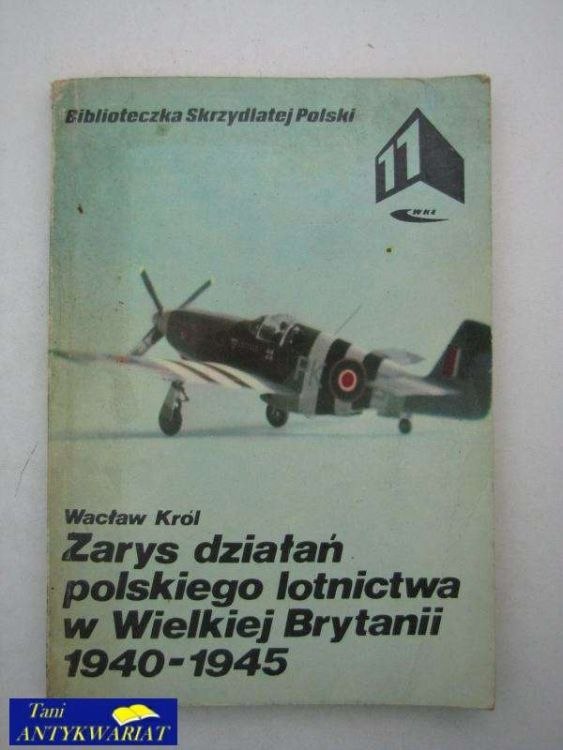 Biblioteczka Skrzydlatej Polski
11
WKŁ
Wacław Król
Zarys działań
polskiego lotnictwa
w Wielkiej Brytanii
1940-1945
Tani
ANTYKWARIAT